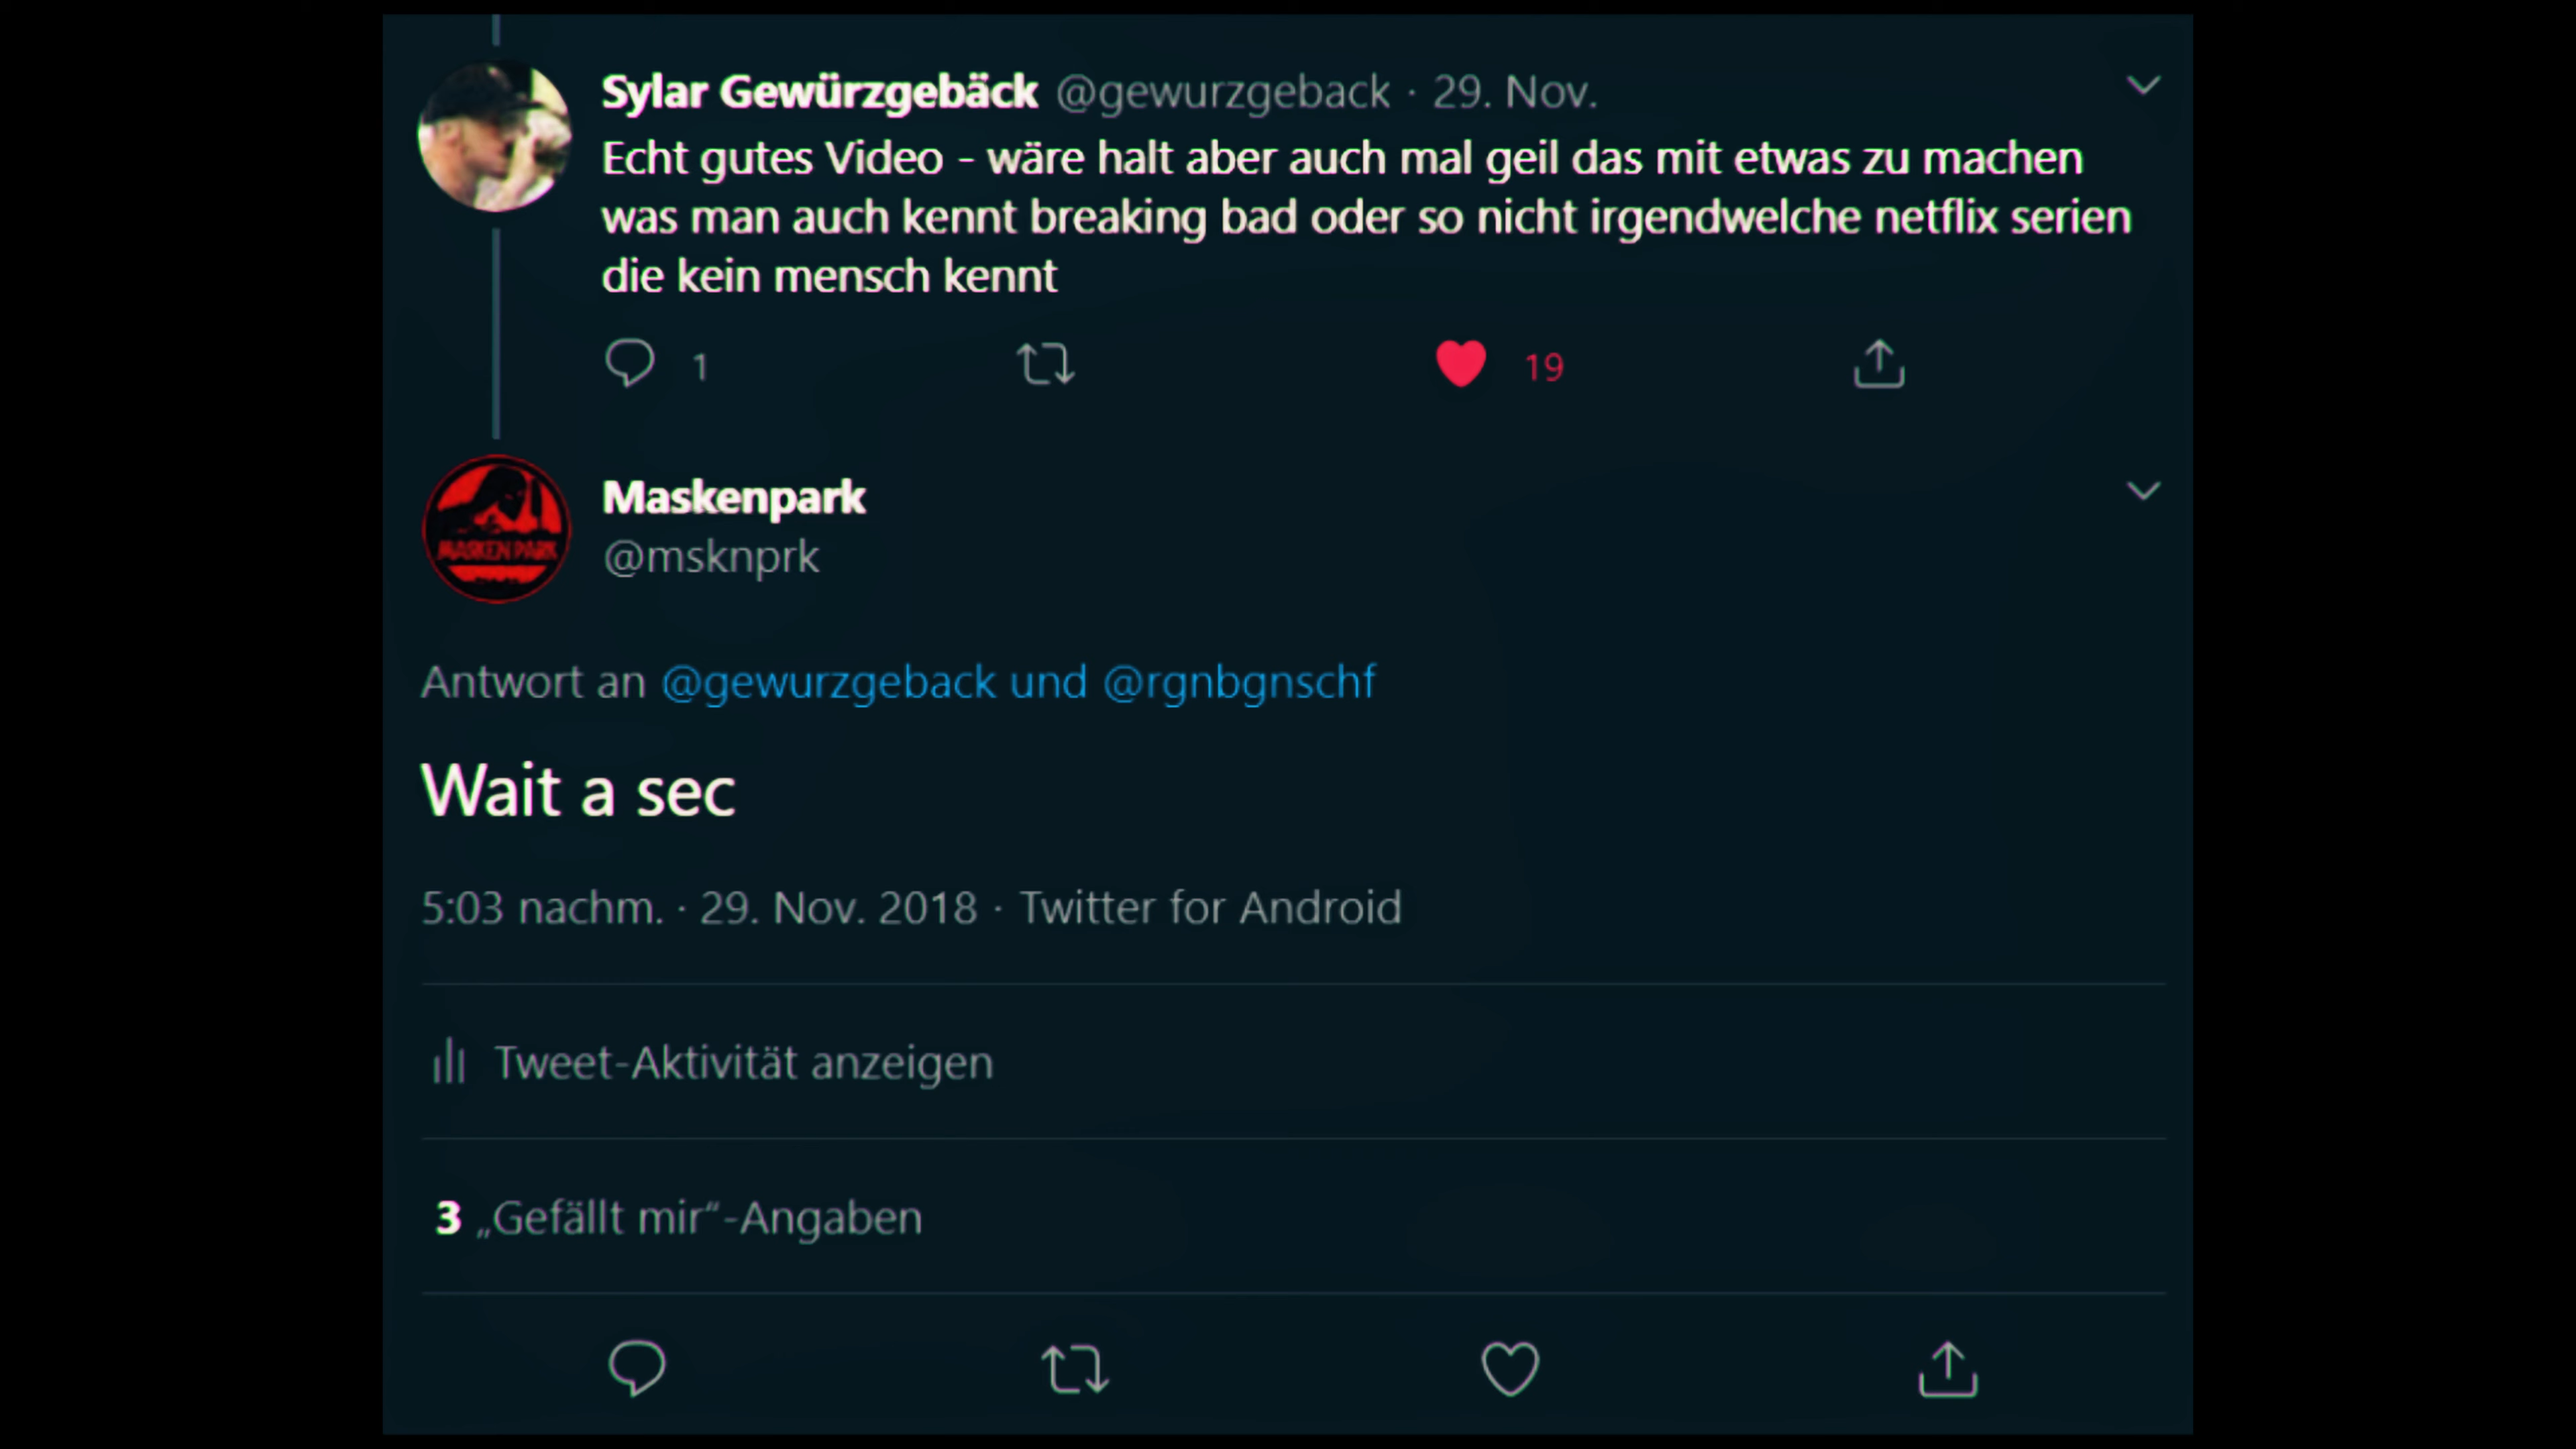 Sylar Gewürzgebäck @gewurzgeback · 29. Nov.
Echt gutes Video - wäre halt aber auch mal geil das mit etwas zu machen
was man auch kennt breaking bad oder so nicht irgendwelche netflix serien
die kein mensch kennt
1 19
Maskenpark
@msknprk
MASKEN PARK
Antwort an @gewurzgeback und @rgnbgnschf
Wait a sec
5:03 nachm. · 29. Nov. 2018 · Twitter for Android
Tweet-Aktivität anzeigen
3 „Gefällt mir“-Angaben